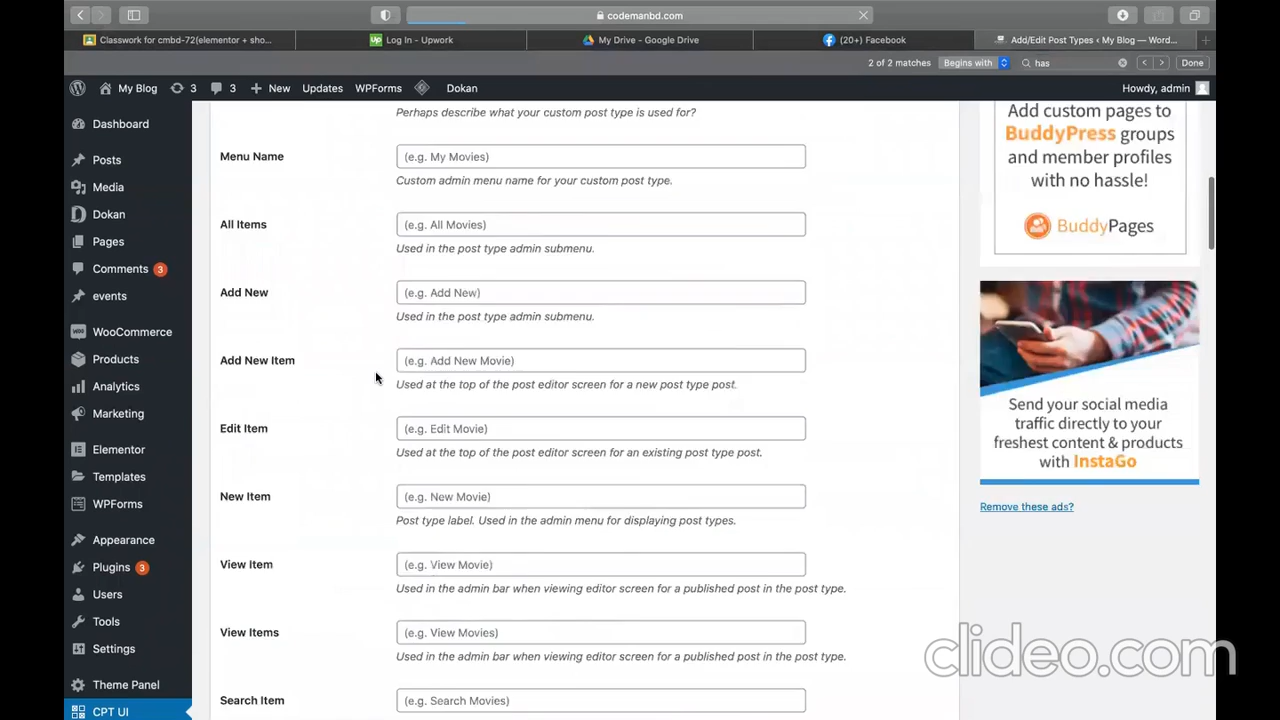 codemanbd.com
Classwork for cmbd-72(elementor + sho...
Log In - Upwork
My Drive - Google Drive
(20+) Facebook
Add/Edit Post Types ‹ My Blog — Word...
2 of 2 matches
Begins with
has
Done
My Blog
3
3
New
Updates
WPForms
Dokan
Howdy, admin
Dashboard
Posts
Media
Dokan
Pages
Comments 3
events
WooCommerce
Products
Analytics
Marketing
Elementor
Templates
WPForms
Appearance
Plugins 3
Users
Tools
Settings
Theme Panel
CPT UI
Perhaps describe what your custom post type is used for?
Menu Name
(e.g. My Movies)
Custom admin menu name for your custom post type.
All Items
(e.g. All Movies)
Used in the post type admin submenu.
Add New
(e.g. Add New)
Used in the post type admin submenu.
Add New Item
(e.g. Add New Movie)
Used at the top of the post editor screen for a new post type post.
Edit Item
(e.g. Edit Movie)
Used at the top of the post editor screen for an existing post type post.
New Item
(e.g. New Movie)
Post type label. Used in the admin menu for displaying post types.
View Item
(e.g. View Movie)
Used in the admin bar when viewing editor screen for a published post in the post type.
View Items
(e.g. View Movies)
Used in the admin bar when viewing editor screen for a published post in the post type.
Search Item
(e.g. Search Movies)
Add custom pages to
BuddyPress groups
and member profiles
with no hassle!
BuddyPages
Send your social media
traffic directly to your
freshest content & products
with InstaGo
Remove these ads?
clideo.com